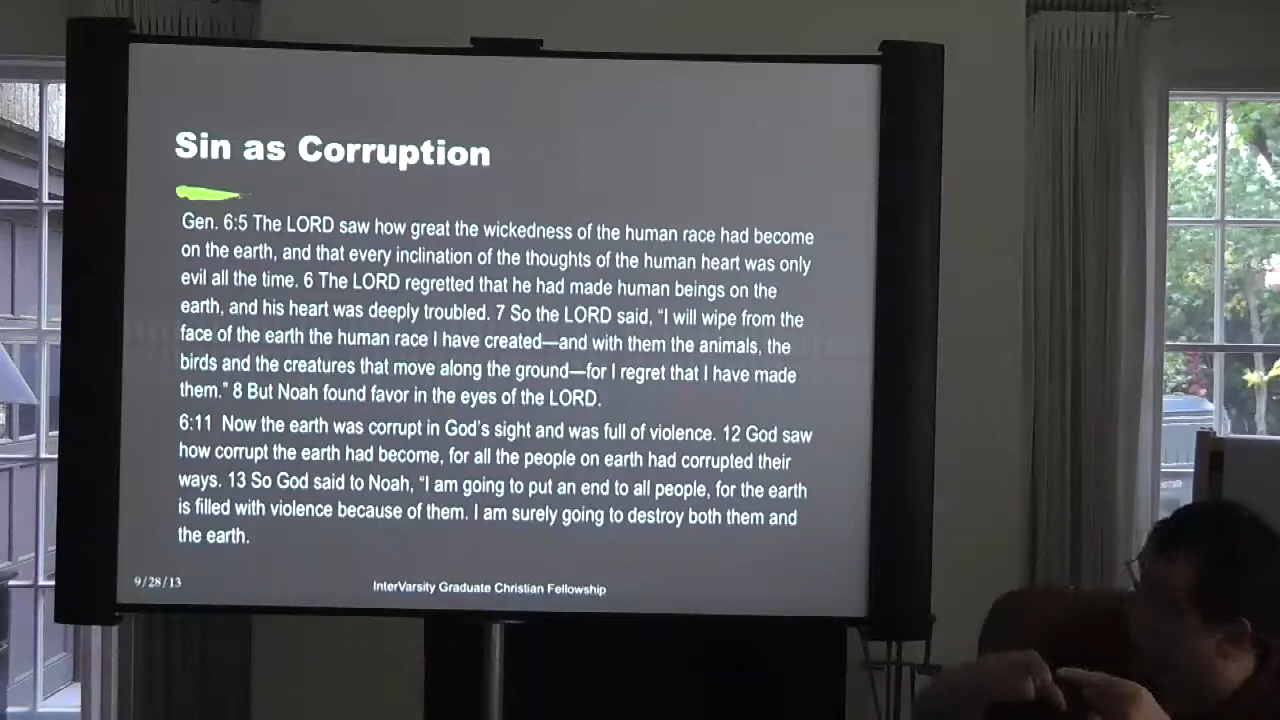 Sin as Corruption
Gen. 6:5 The LORD saw how great the wickedness of the human race had become
on the earth, and that every inclination of the thoughts of the human heart was only
evil all the time. 6 The LORD regretted that he had made human beings on the
earth, and his heart was deeply troubled. 7 So the LORD said, “I will wipe from the
face of the earth the human race I have created—and with them the animals, the
birds and the creatures that move along the ground—for I regret that I have made
them.” 8 But Noah found favor in the eyes of the LORD.
6:11 Now the earth was corrupt in God’s sight and was full of violence. 12 God saw
how corrupt the earth had become, for all the people on earth had corrupted their
ways. 13 So God said to Noah, “I am going to put an end to all people, for the earth
is filled with violence because of them. I am surely going to destroy both them and
the earth.
9/28/13
InterVarsity Graduate Christian Fellowship